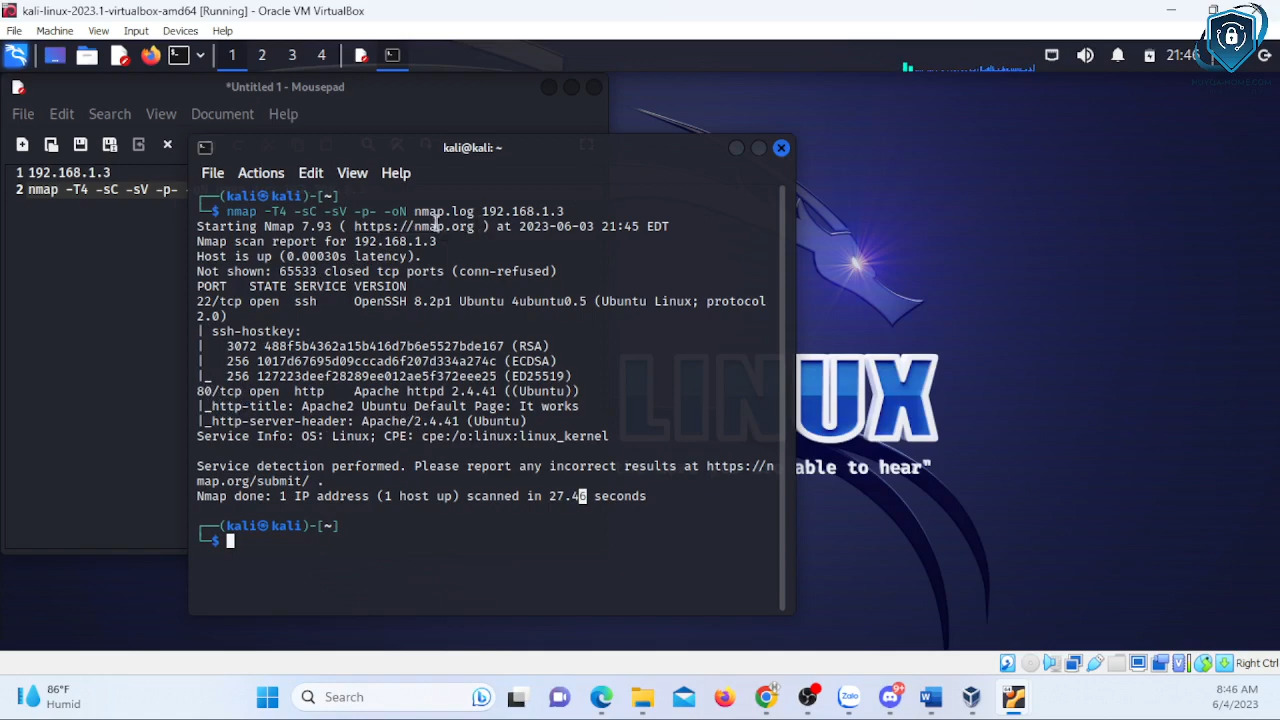 kali-linux-2023.1-virtualbox-amd64 [Running] - Oracle VM VirtualBox
File Machine View Input Devices Help
1 2 3 4 21:46
*Untitled 1 - Mousepad
File Edit Search View Document Help
1 192.168.1.3
2 nmap -T4 -sC -sV -p-
kali@kali: ~
File Actions Edit View Help
(kali㉿kali)-[~]
$ nmap -T4 -sC -sV -p- -oN nmap.log 192.168.1.3
Starting Nmap 7.93 ( https://nmap.org ) at 2023-06-03 21:45 EDT
Nmap scan report for 192.168.1.3
Host is up (0.00030s latency).
Not shown: 65533 closed tcp ports (conn-refused)
PORT STATE SERVICE VERSION
22/tcp open ssh OpenSSH 8.2p1 Ubuntu 4ubuntu0.5 (Ubuntu Linux; protocol
2.0)
| ssh-hostkey:
| 3072 488f5b4362a15b416d7b6e5527bde167 (RSA)
| 256 1017d67695d09cccad6f207d334a274c (ECDSA)
|_ 256 127223deef28289ee012ae5f372eee25 (ED25519)
80/tcp open http Apache httpd 2.4.41 ((Ubuntu))
|_http-title: Apache2 Ubuntu Default Page: It works
|_http-server-header: Apache/2.4.41 (Ubuntu)
Service Info: OS: Linux; CPE: cpe:/o:linux:linux_kernel
Service detection performed. Please report any incorrect results at https://n
map.org/submit/ .
Nmap done: 1 IP address (1 host up) scanned in 27.46 seconds
(kali㉿kali)-[~]
$
LINUX
able to hear"
Right Ctrl
86°F
Humid
Search
Zalo
9+
8:46 AM
6/4/2023